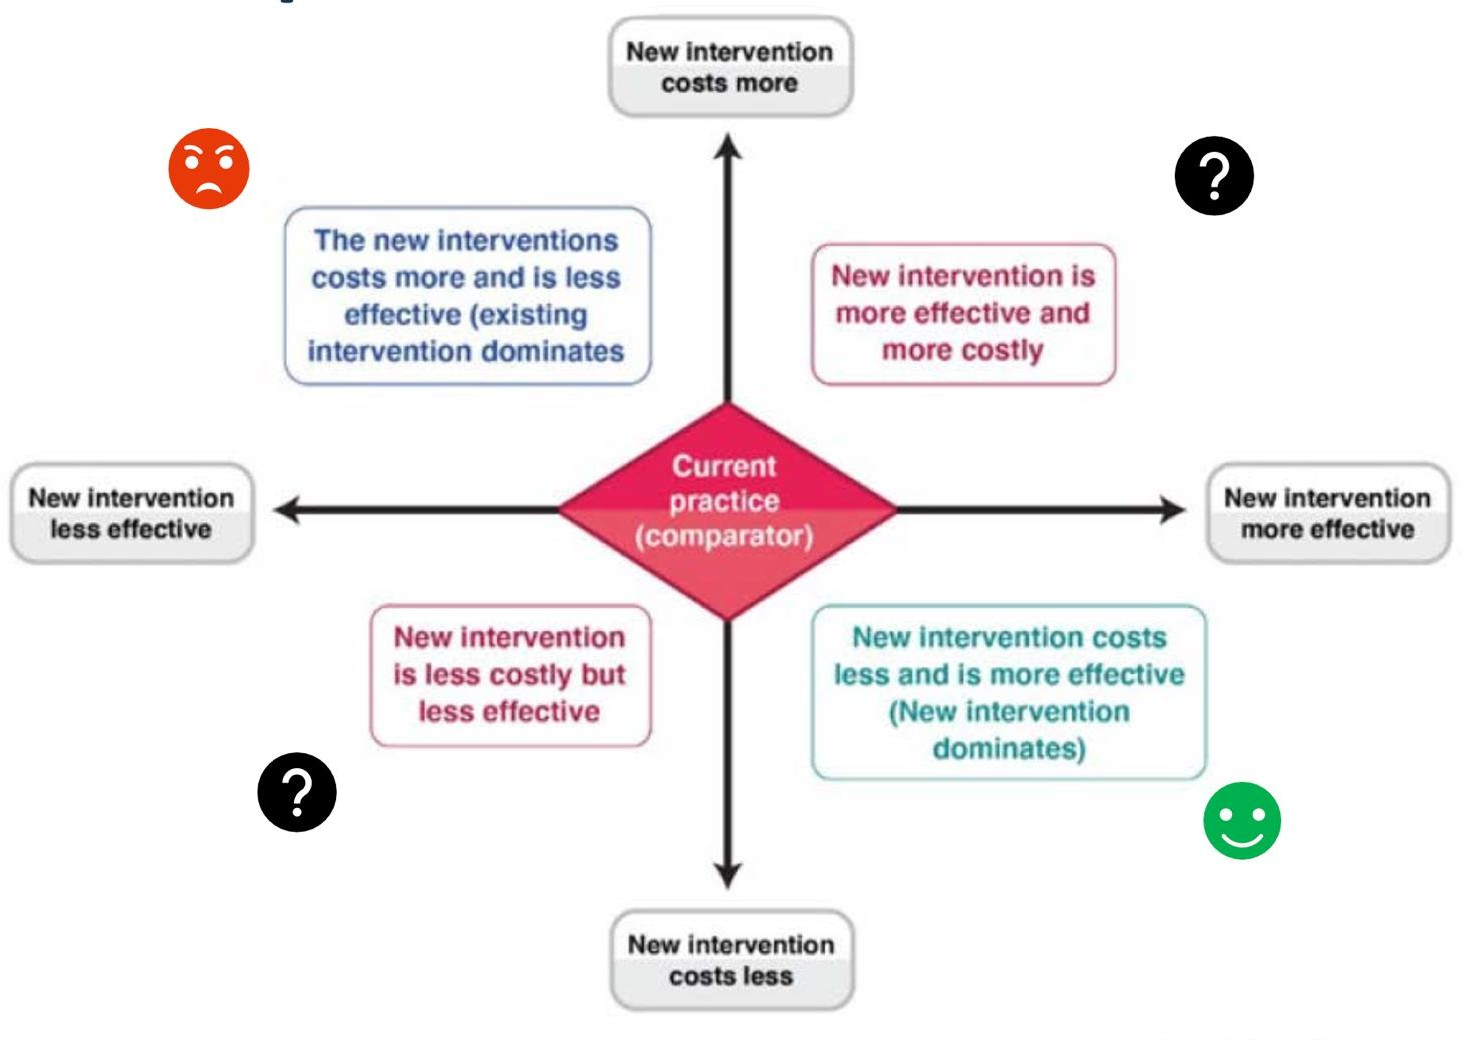 New intervention
costs more
?
The new interventions
costs more and is less
effective (existing
intervention dominates
New intervention is
more effective and
more costly
New intervention
less effective
Current
practice
(comparator)
New intervention
more effective
New intervention
is less costly but
less effective
New intervention costs
less and is more effective
(New intervention
dominates)
?
New intervention
costs less